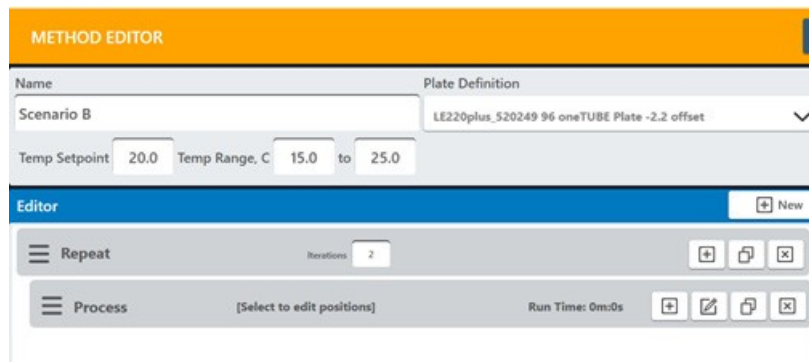 METHOD EDITOR
Name
Plate Definition
Scenario B
LE220plus_520249 96 oneTUBE Plate -2.2 offset
Temp Setpoint 20.0 Temp Range, C 15.0 to 25.0
Editor
New
Repeat Iterations 2
Process [Select to edit positions] Run Time: 0m:0s